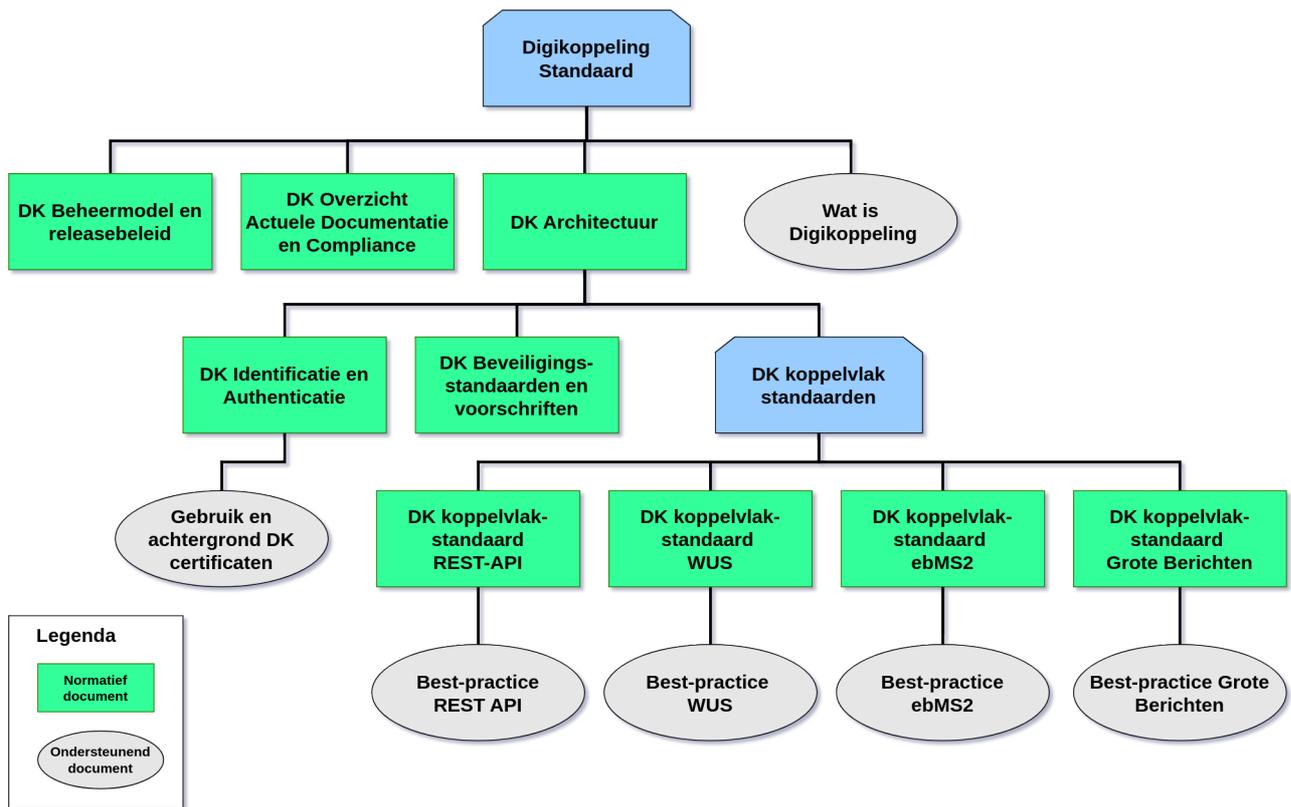 Digikoppeling
Standaard
DK Beheermodel en
releasebeleid
DK Overzicht
Actuele Documentatie
en Compliance
DK Architectuur
Wat is
Digikoppeling
DK Identificatie en
Authenticatie
DK Beveiligings-
standaarden en
voorschriften
DK koppelvlak
standaarden
Gebruik en
achtergrond DK
certificaten
DK koppelvlak-
standaard
REST-API
DK koppelvlak-
standaard
WUS
DK koppelvlak-
standaard
ebMS2
DK koppelvlak-
standaard
Grote Berichten
Best-practice
REST API
Best-practice
WUS
Best-practice
ebMS2
Best-practice Grote
Berichten
Legenda
Normatief
document
Ondersteunend
document